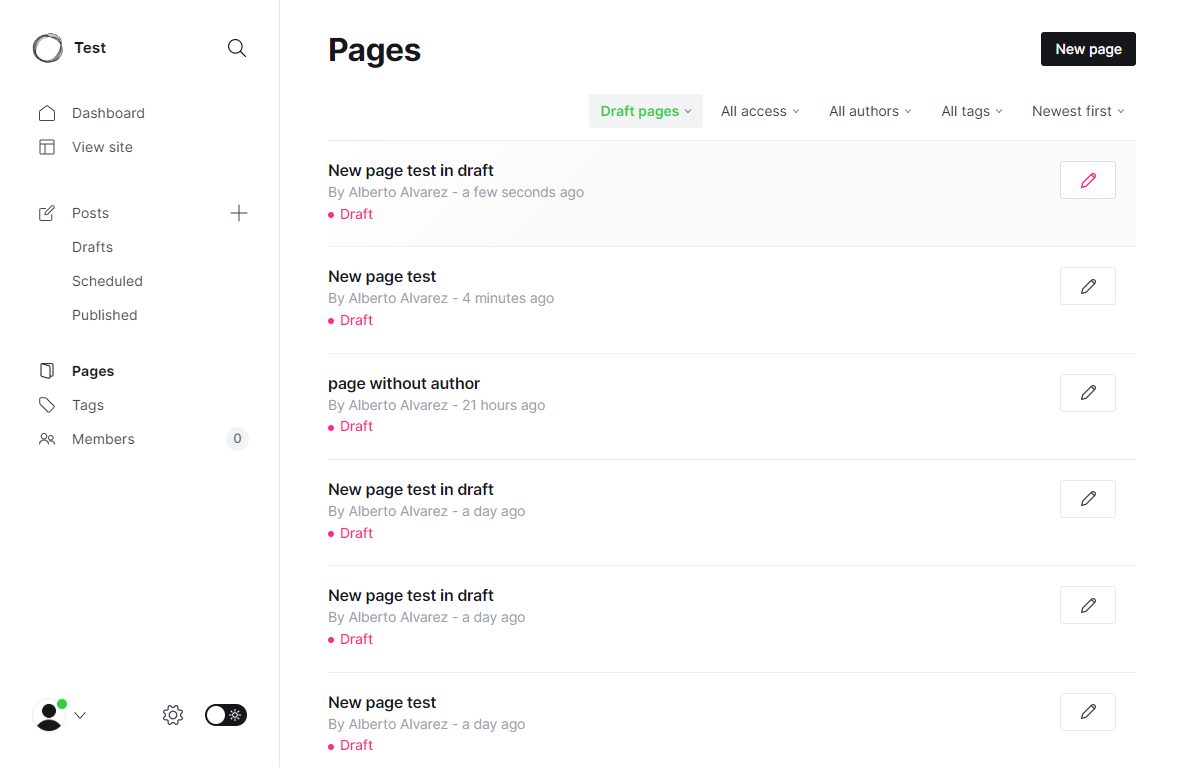 Test
Dashboard
View site
Posts
Drafts
Scheduled
Published
Pages
Tags
Members 0
Pages
New page
Draft pages All access All authors All tags Newest first
New page test in draft
By Alberto Alvarez - a few seconds ago
Draft
New page test
By Alberto Alvarez - 4 minutes ago
Draft
page without author
By Alberto Alvarez - 21 hours ago
Draft
New page test in draft
By Alberto Alvarez - a day ago
Draft
New page test in draft
By Alberto Alvarez - a day ago
Draft
New page test
By Alberto Alvarez - a day ago
Draft